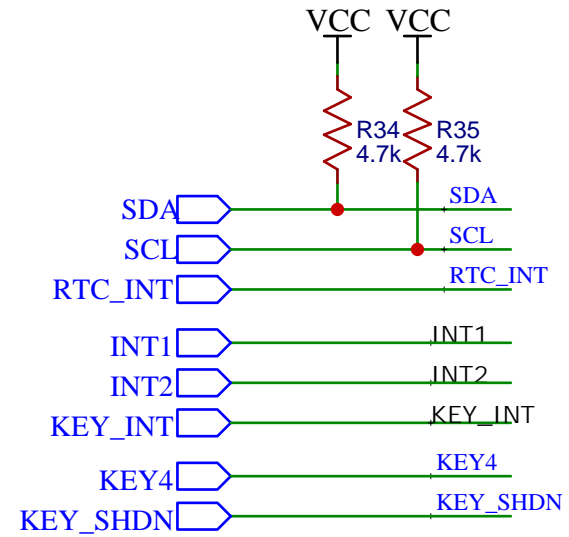 VCC VCC
R34 R35
4.7k 4.7k
SDA SDA
SCL SCL
RTC_INT RTC_INT
INT1 INT1
INT2 INT2
KEY_INT KEY_INT
KEY4 KEY4
KEY_SHDN KEY_SHDN